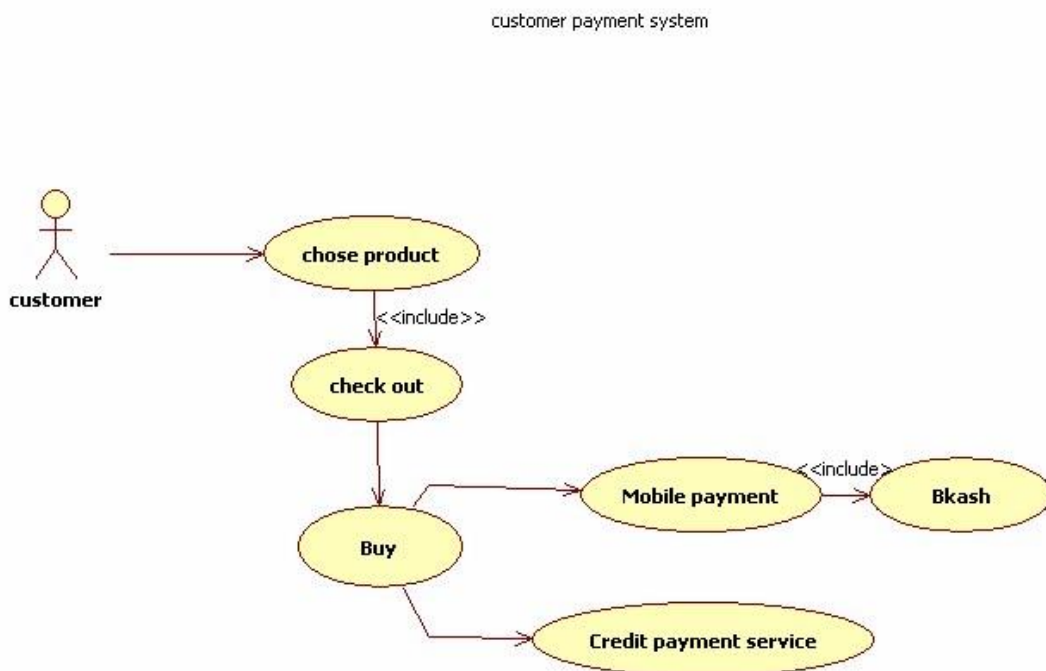 customer payment system
chose product
customer
<<include>>
check out
<<include>
Mobile payment
Bkash
Buy
Credit payment service